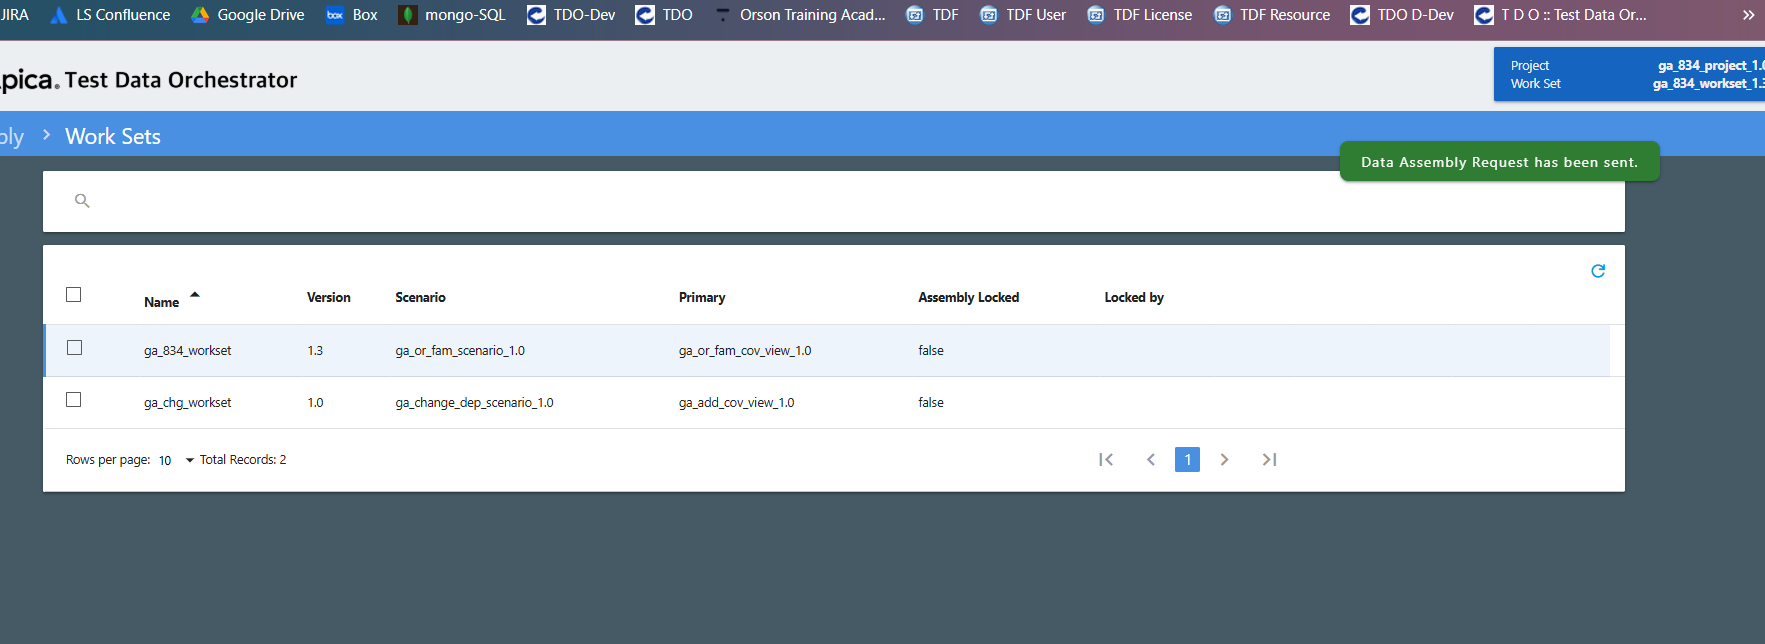 JIRA LS Confluence Google Drive box Box mongo-SQL TDO-Dev TDO Orson Training Acad... TDF TDF User TDF License TDF Resource TDO D-Dev T D O :: Test Data Or...
pica. Test Data Orchestrator
Project ga_834_project_1.0
Work Set ga_834_workset_1.3
bly > Work Sets
Data Assembly Request has been sent.
Name Version Scenario Primary Assembly Locked Locked by
ga_834_workset 1.3 ga_or_fam_scenario_1.0 ga_or_fam_cov_view_1.0 false
ga_chg_workset 1.0 ga_change_dep_scenario_1.0 ga_add_cov_view_1.0 false
Rows per page: 10 Total Records: 2 1